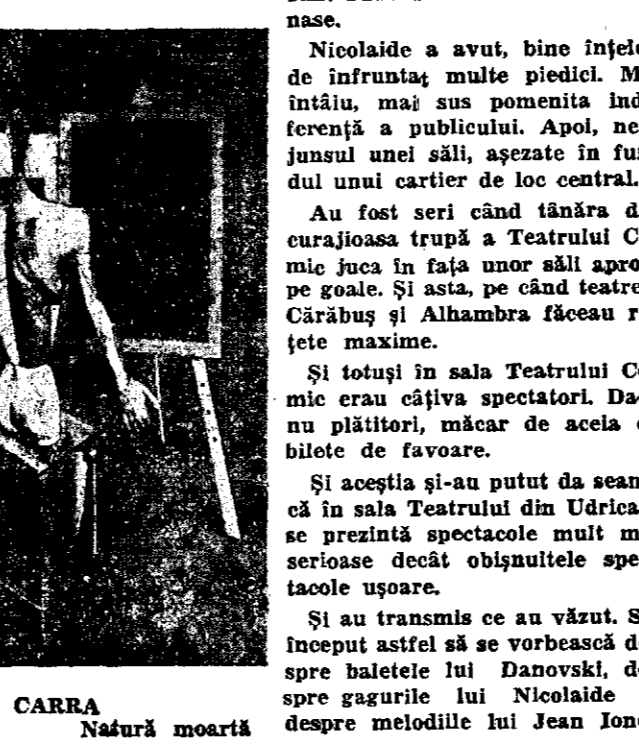 nase.
Nicolaide a avut, bine înțele
de înfruntat multe piedici. M
întâiu, mai sus pomenita ind
ferență a publicului. Apoi, ne
junsul unei săli, așezate în fun
dul unui cartier de loc central.
Au fost seri când tânăra d
curajioasa trupă a Teatrului C
mic juca în fața unor săli apro
pe goale. Și asta, pe când teatre
Cărăbuș și Alhambra făceau r
țete maxime.
Și totuși în sala Teatrului Co
mic erau câțiva spectatori. Da
nu plătitori, măcar de aceia c
bilete de favoare.
Și aceștia și-au putut da seam
că în sala Teatrului din Udrica
se prezintă spectacole mult m
serioase decât obișnuitele spe
tacole ușoare.
Și au transmis ce au văzut. S
început astfel să se vorbească d
spre baletele lui Danovski, d
spre gagurile lui Nicolaide
despre melodiile lui Jean Ion
CARRA
Natură moartă